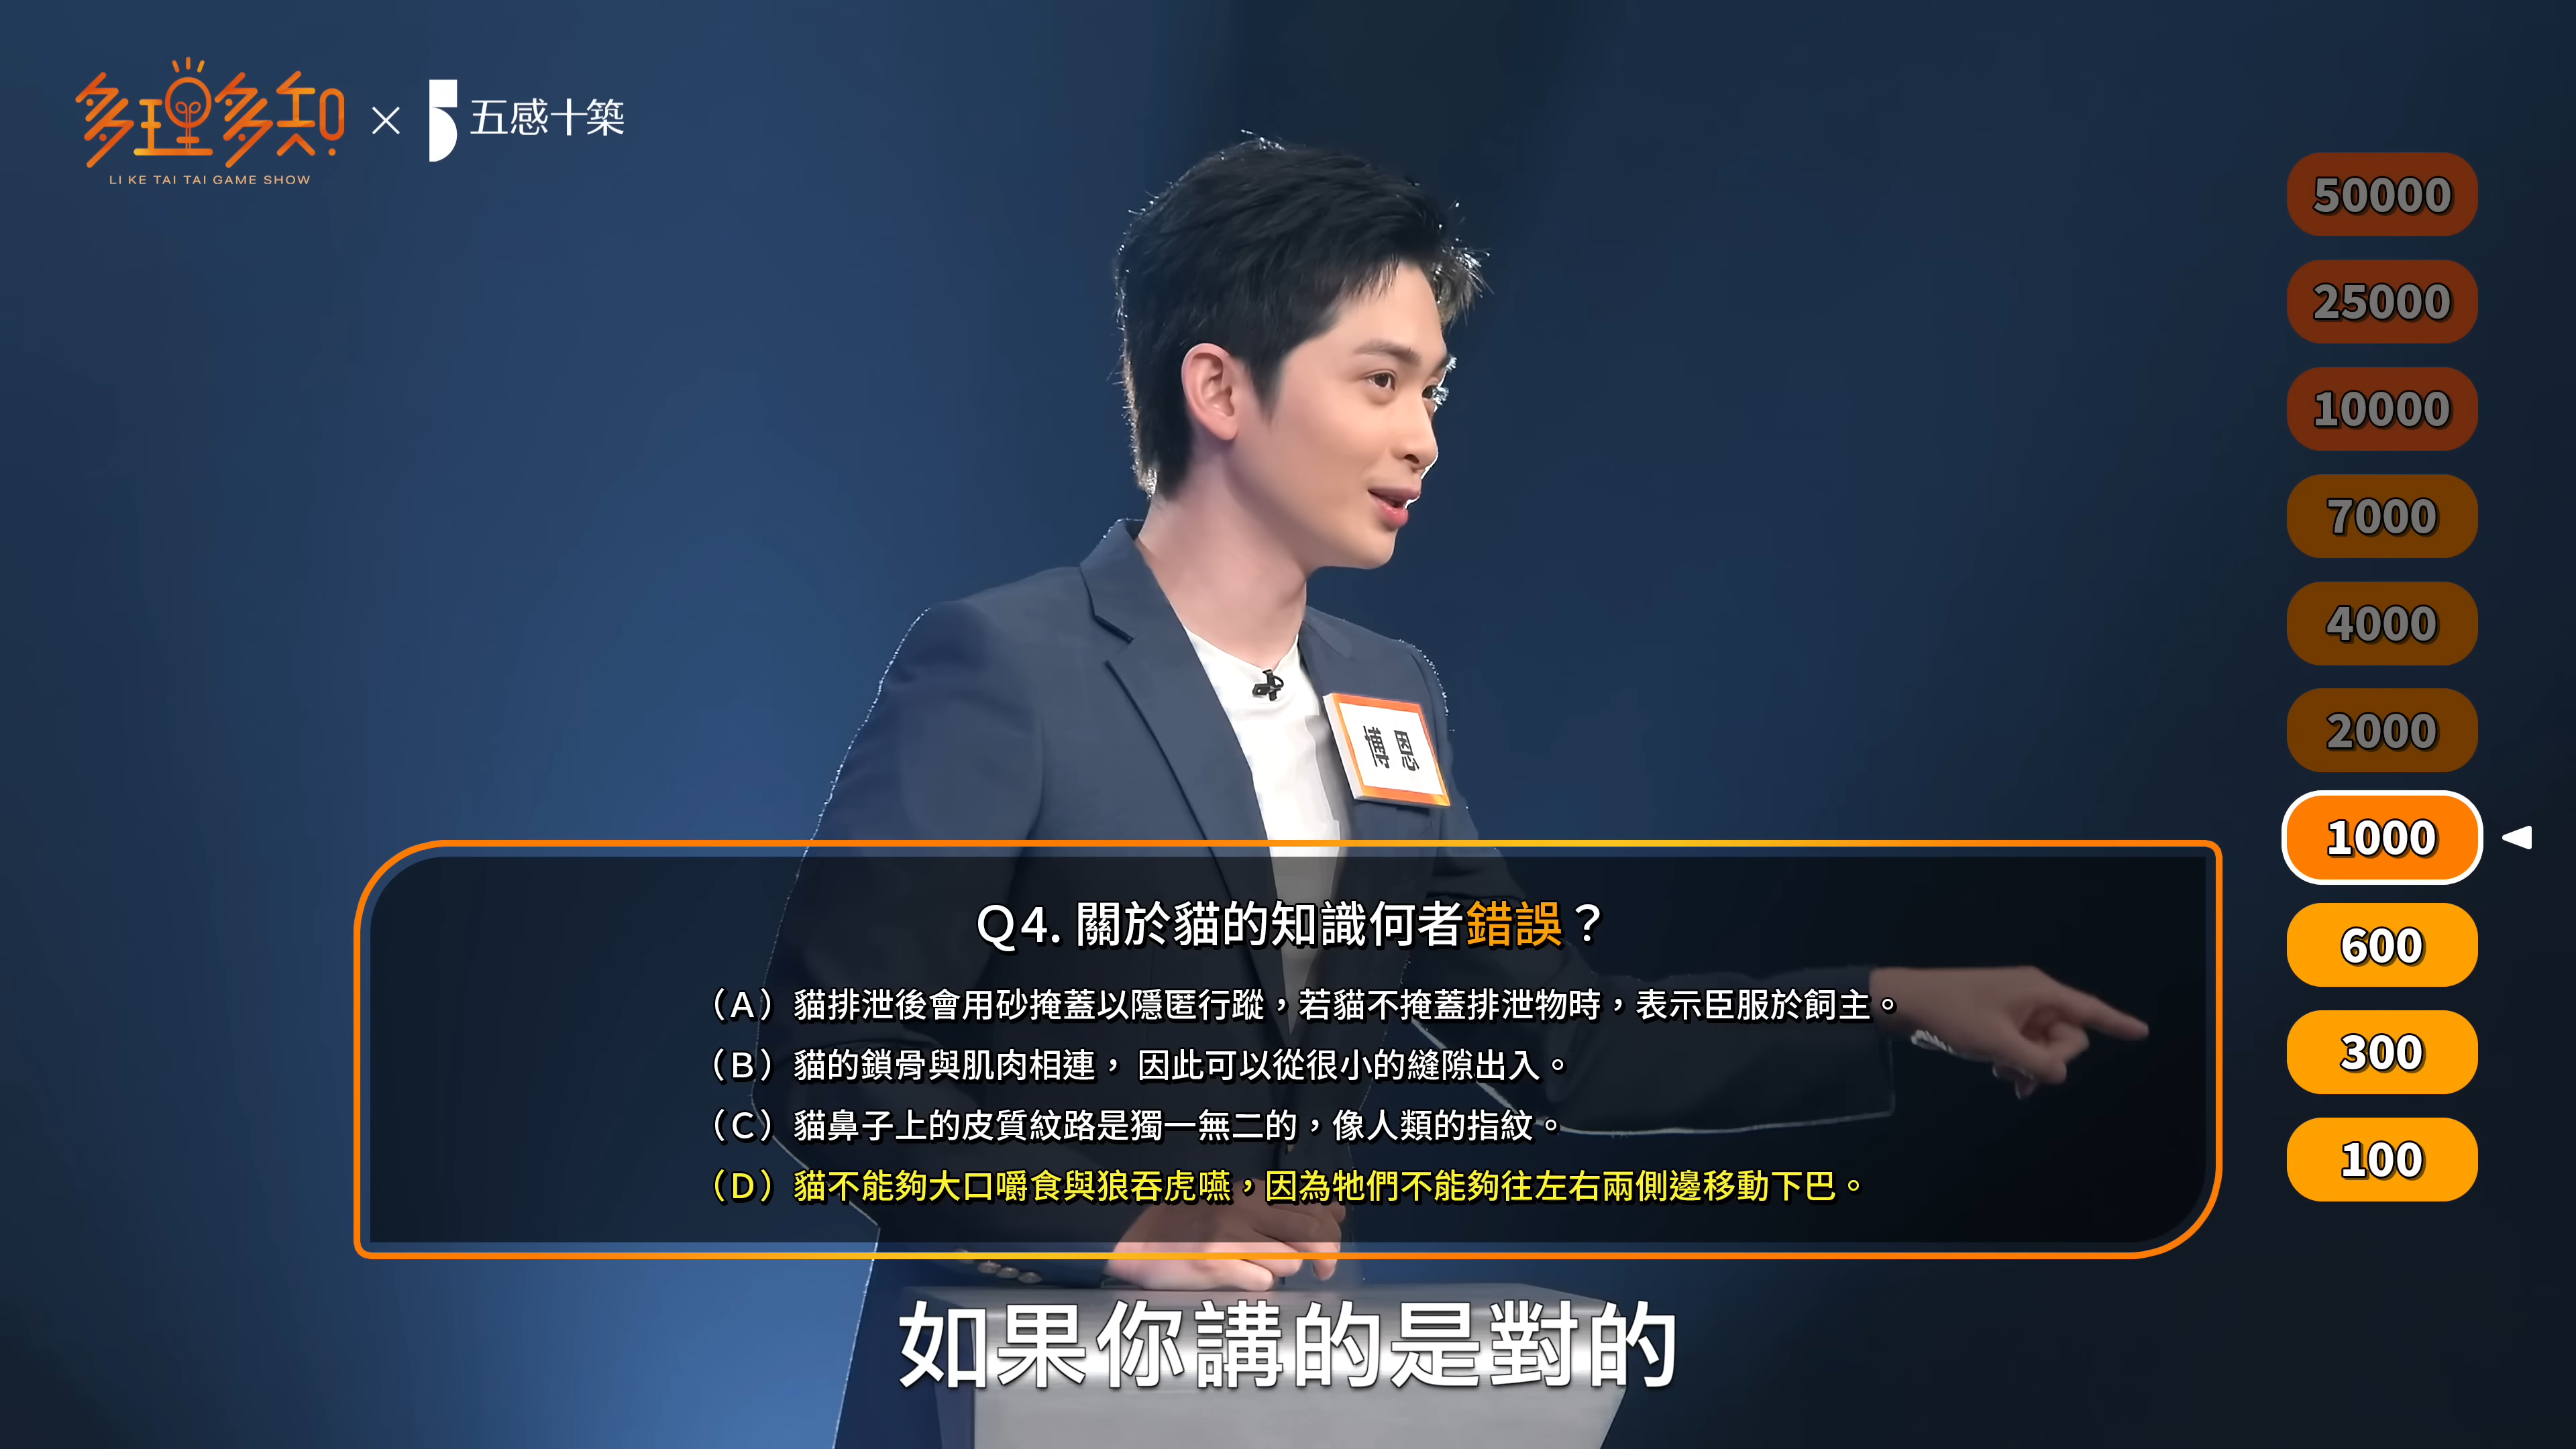 多理多知 × 五感十築
LI KE TAI TAI GAME SHOW
50000
25000
10000
7000
4000
2000
1000
600
300
100
博恩
Q4. 關於貓的知識何者錯誤？
（A）貓排泄後會用砂掩蓋以隱匿行蹤，若貓不掩蓋排泄物時，表示臣服於飼主。
（B）貓的鎖骨與肌肉相連， 因此可以從很小的縫隙出入。
（C）貓鼻子上的皮質紋路是獨一無二的，像人類的指紋。
（D）貓不能夠大口嚼食與狼吞虎嚥，因為牠們不能夠往左右兩側邊移動下巴。
如果你講的是對的